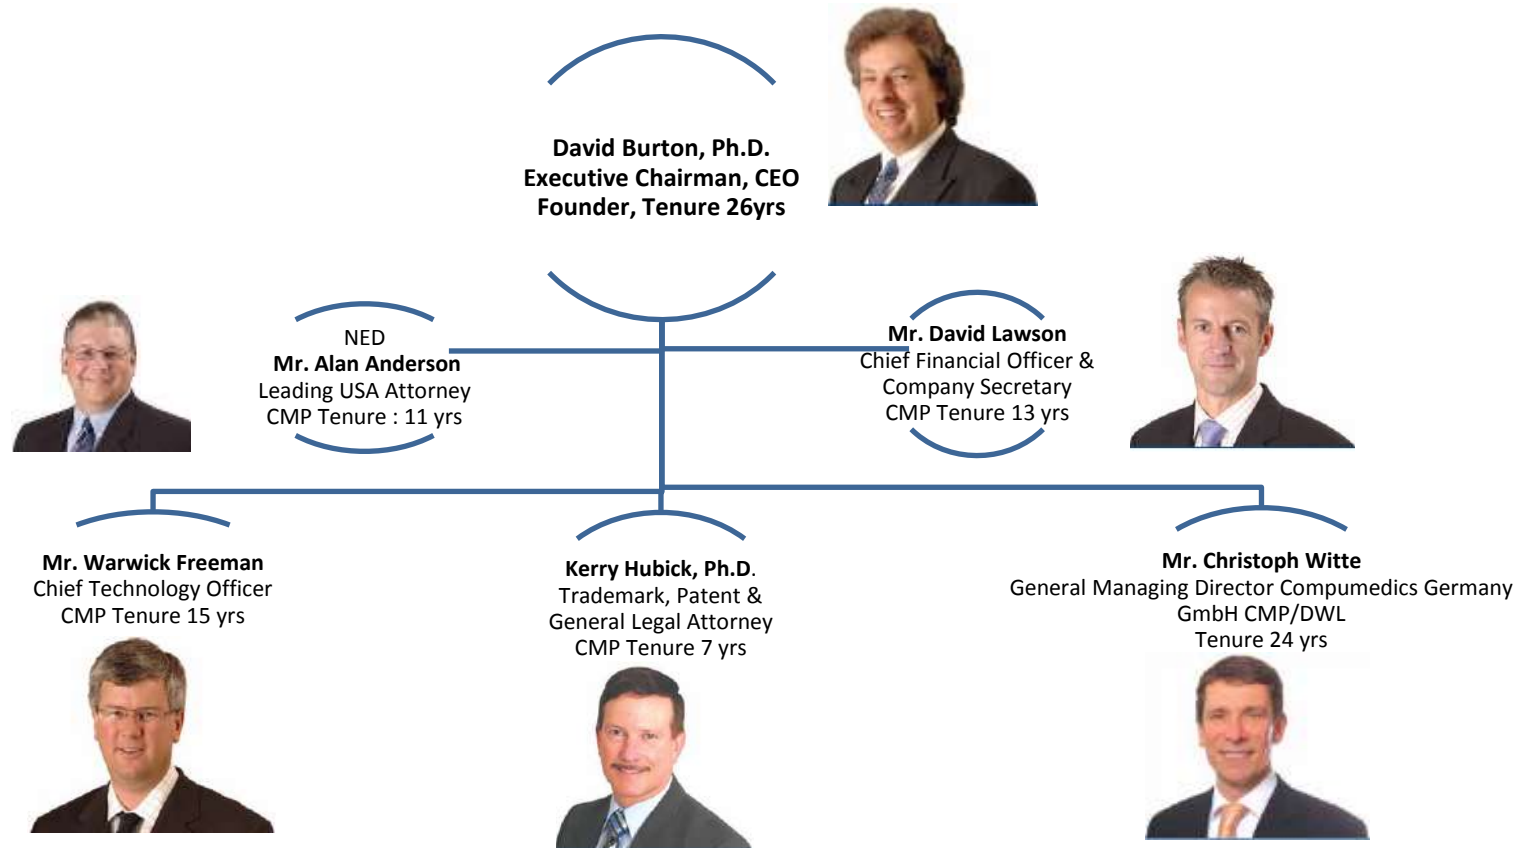 David Burton, Ph.D.
Executive Chairman, CEO
Founder, Tenure 26yrs
NED
Mr. Alan Anderson
Leading USA Attorney
CMP Tenure : 11 yrs
Mr. David Lawson
Chief Financial Officer &
Company Secretary
CMP Tenure 13 yrs
Mr. Warwick Freeman
Chief Technology Officer
CMP Tenure 15 yrs
Kerry Hubick, Ph.D.
Trademark, Patent &
General Legal Attorney
CMP Tenure 7 yrs
Mr. Christoph Witte
General Managing Director Compumedics Germany
GmbH CMP/DWL
Tenure 24 yrs